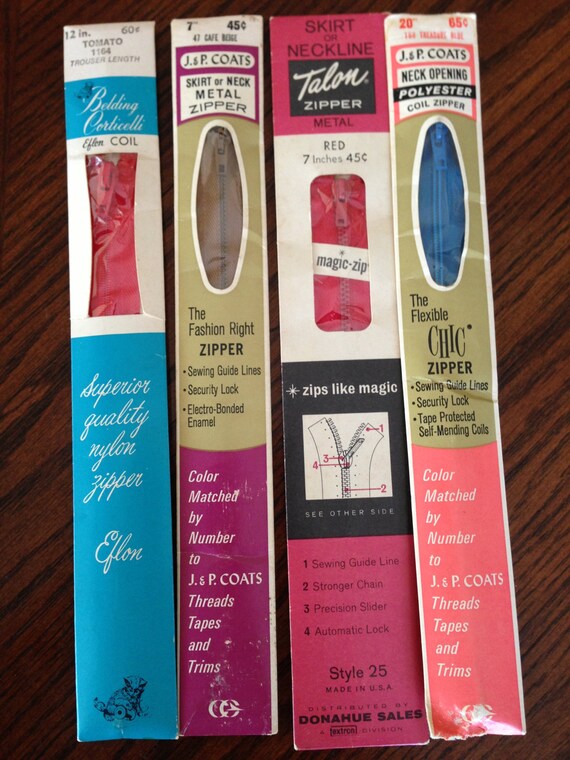 12 in. 60¢
TOMATO
1164
TROUSER LENGTH
Belding
Corticelli
Eflon COIL
Superior
quality
nylon
zipper
Eflon
7" 45¢
47 CAFE BEIGE
J.&P. COATS
SKIRT or NECK
METAL
ZIPPER
The
Fashion Right
ZIPPER
•Sewing Guide Lines
•Security Lock
•Electro-Bonded
Enamel
Color
Matched
by
Number
to
J.&P. COATS
Threads
Tapes
and
Trims
SKIRT
OR
NECKLINE
Talon®
ZIPPER
METAL
RED
7 Inches 45¢
magic-zip
zips like magic
1
3
4
2
SEE OTHER SIDE
1 Sewing Guide Line
2 Stronger Chain
3 Precision Slider
4 Automatic Lock
Style 25
MADE IN U.S.A.
DISTRIBUTED BY
DONAHUE SALES
A textron DIVISION
20" 65¢
TREASURE BLUE
J.&P. COATS
NECK OPENING
POLYESTER
COIL ZIPPER
The
Flexible
CHIC*
ZIPPER
•Sewing Guide Lines
•Security Lock
•Tape Protected
Self-Mending Coils
Color
Matched
by
Number
to
J.&P. COATS
Threads
Tapes
and
Trims